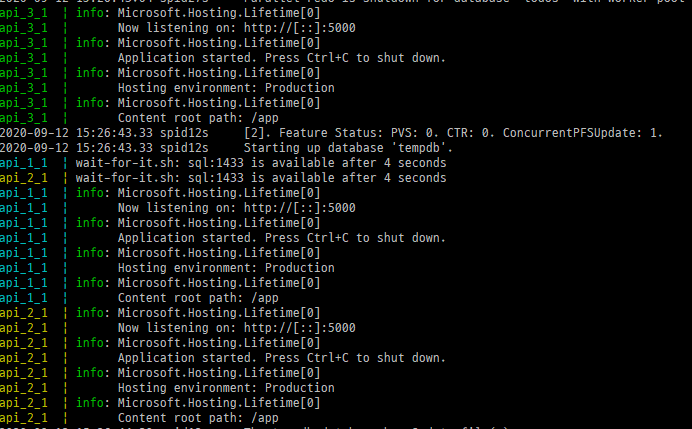 api_3_1  | info: Microsoft.Hosting.Lifetime[0]
api_3_1  |       Now listening on: http://[::]:5000
api_3_1  | info: Microsoft.Hosting.Lifetime[0]
api_3_1  |       Application started. Press Ctrl+C to shut down.
api_3_1  | info: Microsoft.Hosting.Lifetime[0]
api_3_1  |       Hosting environment: Production
api_3_1  | info: Microsoft.Hosting.Lifetime[0]
api_3_1  |       Content root path: /app
2020-09-12 15:26:43.33 spid12s     [2]. Feature Status: PVS: 0. CTR: 0. ConcurrentPFSUpdate: 1.
2020-09-12 15:26:43.33 spid12s     Starting up database 'tempdb'.
api_1_1  | wait-for-it.sh: sql:1433 is available after 4 seconds
api_2_1  | wait-for-it.sh: sql:1433 is available after 4 seconds
api_1_1  | info: Microsoft.Hosting.Lifetime[0]
api_1_1  |       Now listening on: http://[::]:5000
api_1_1  | info: Microsoft.Hosting.Lifetime[0]
api_1_1  |       Application started. Press Ctrl+C to shut down.
api_1_1  | info: Microsoft.Hosting.Lifetime[0]
api_1_1  |       Hosting environment: Production
api_1_1  | info: Microsoft.Hosting.Lifetime[0]
api_1_1  |       Content root path: /app
api_2_1  | info: Microsoft.Hosting.Lifetime[0]
api_2_1  |       Now listening on: http://[::]:5000
api_2_1  | info: Microsoft.Hosting.Lifetime[0]
api_2_1  |       Application started. Press Ctrl+C to shut down.
api_2_1  | info: Microsoft.Hosting.Lifetime[0]
api_2_1  |       Hosting environment: Production
api_2_1  | info: Microsoft.Hosting.Lifetime[0]
api_2_1  |       Content root path: /app